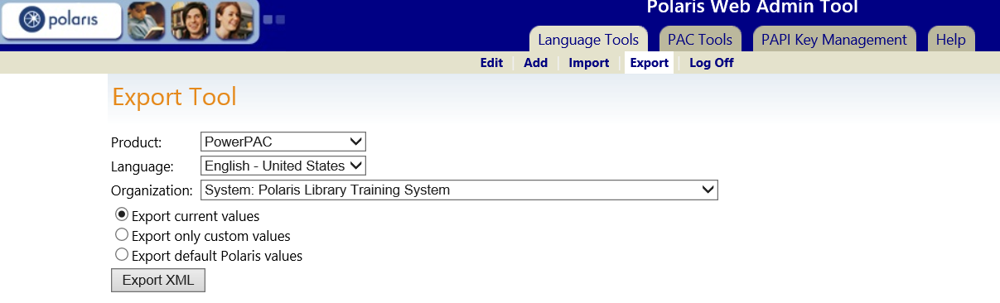 Polaris Web Admin Tool
polaris
Language Tools PAC Tools PAPI Key Management Help
Edit Add Import Export Log Off
Export Tool
Product: PowerPAC
Language: English - United States
Organization: System: Polaris Library Training System
Export current values
Export only custom values
Export default Polaris values
Export XML